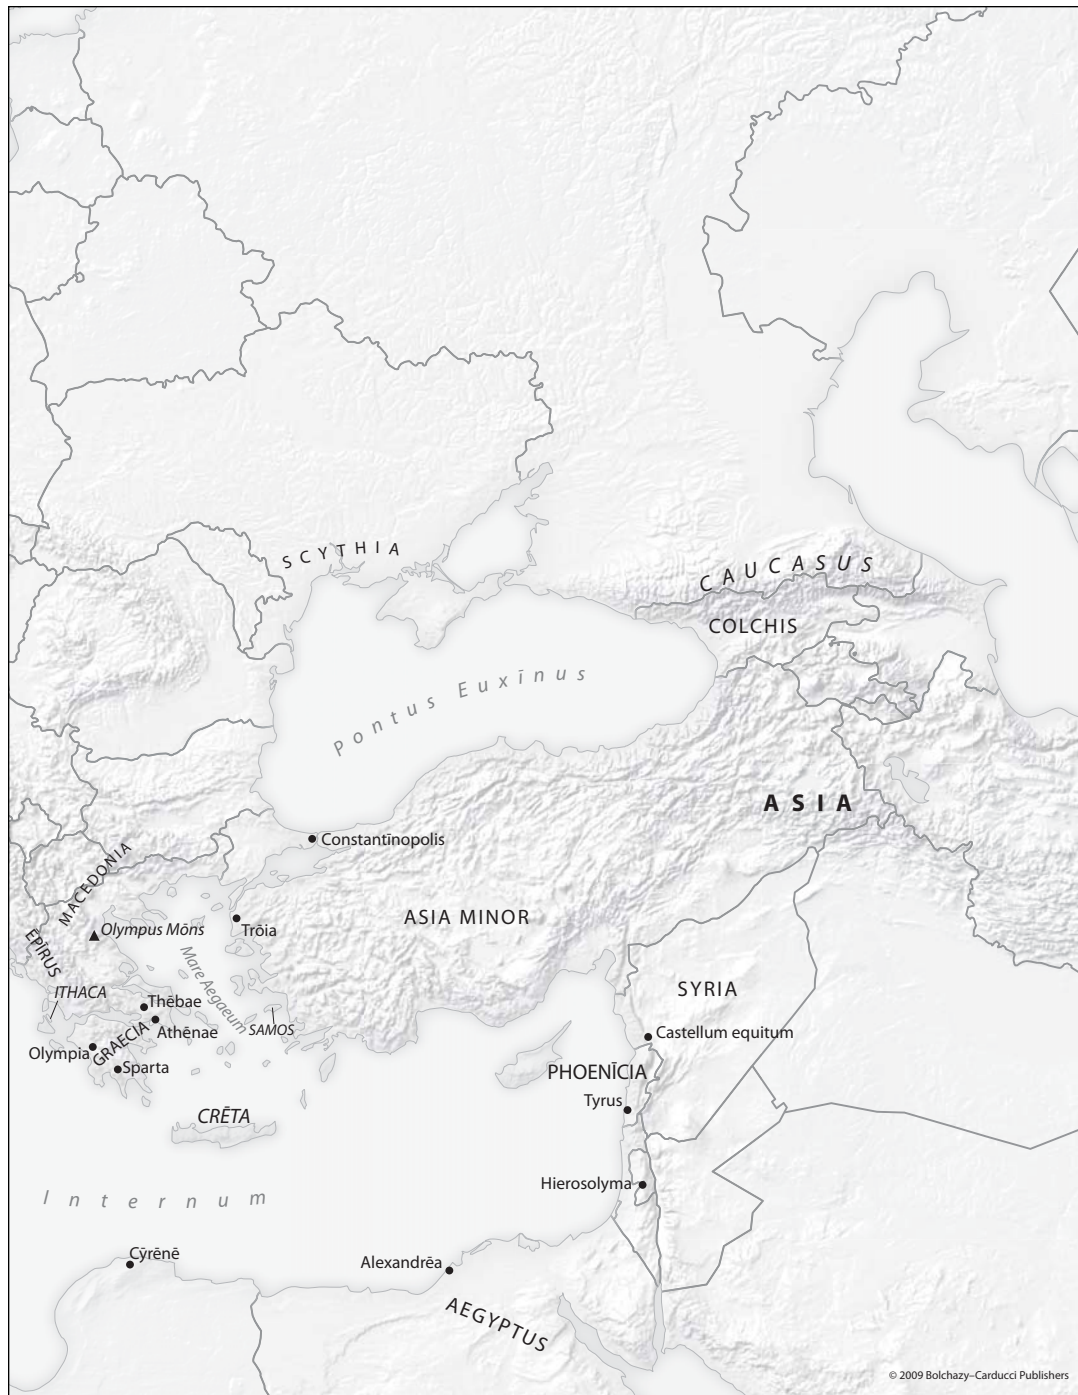 SCYTHIA
CAUCASUS
COLCHIS
Pontus Euxīnus
ASIA
Constantīnopolis
MACEDONIA
ASIA MINOR
Trōia
Olympus Mōns
ĒPĪRUS
Mare Aegaeum
ITHACA
SYRIA
Thēbae
GRAECIA
Athēnae
SAMOS
Castellum equitum
Olympia
Sparta
PHOENĪCIA
Tyrus
CRĒTA
Hierosolyma
Internum
Cȳrēnē
Alexandrēa
AEGYPTUS
© 2009 Bolchazy–Carducci Publishers